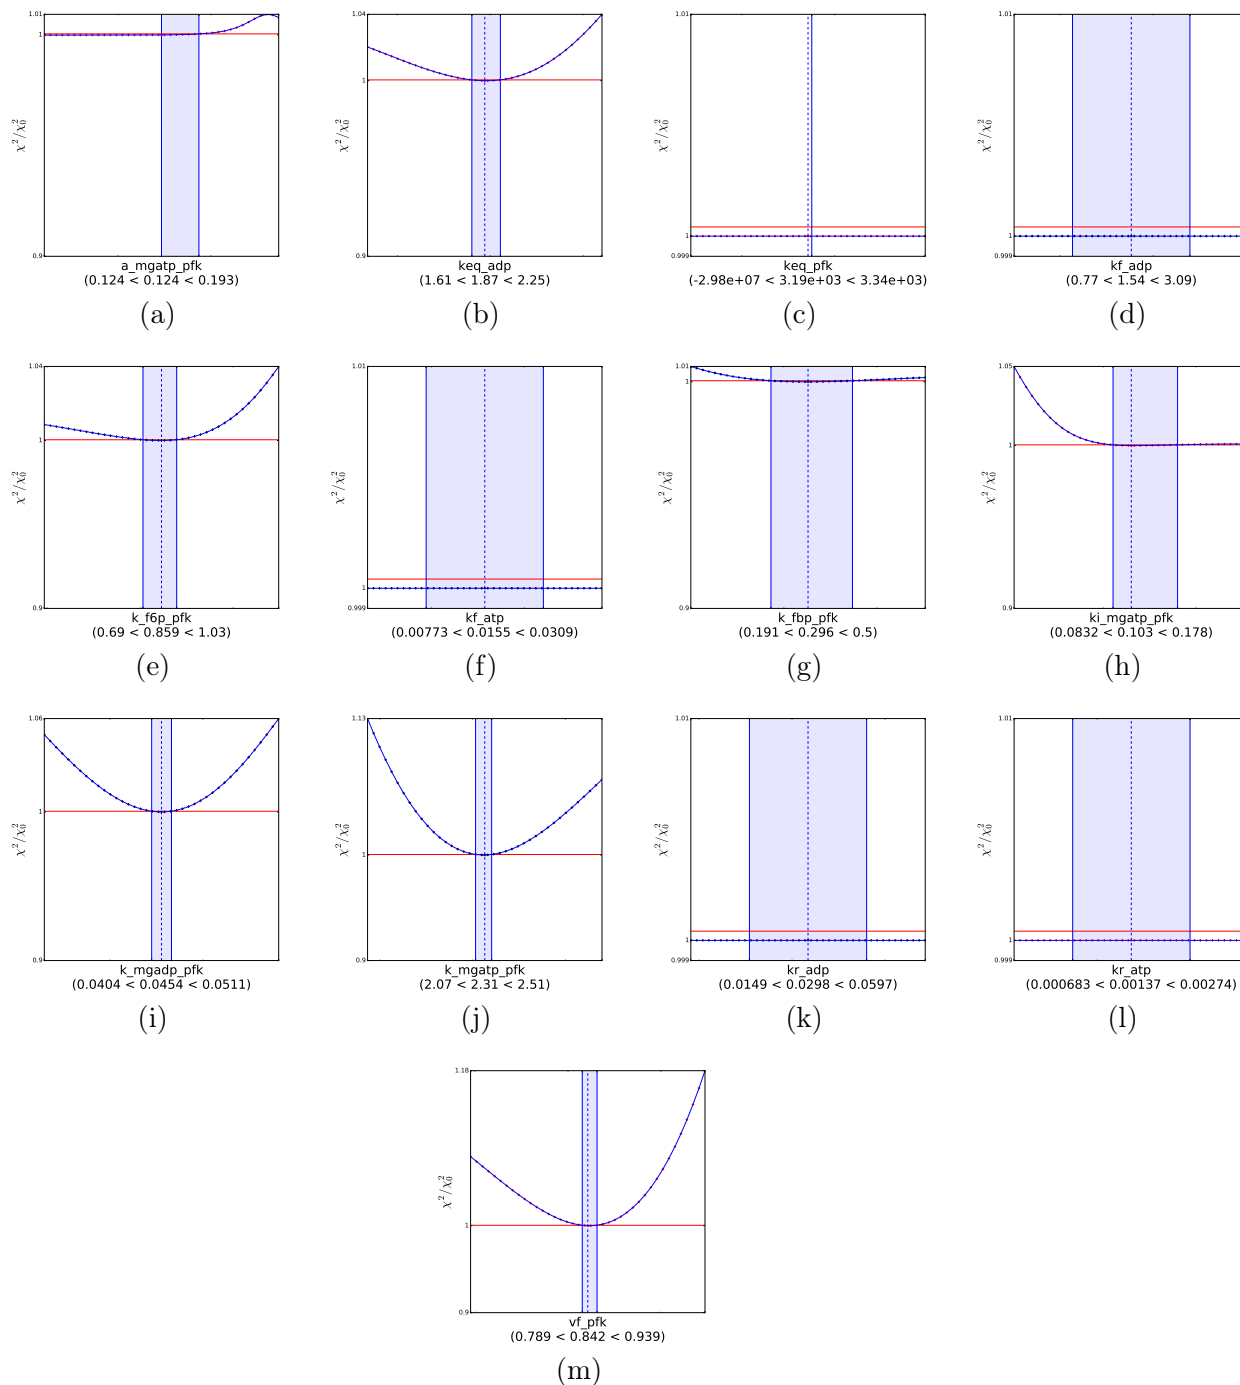 1.01
1
χ²/χ₀²
0.9
a_mgatp_pfk
(0.124 < 0.124 < 0.193)
(a)
1.04
1
χ²/χ₀²
0.9
keq_adp
(1.61 < 1.87 < 2.25)
(b)
1.01
χ²/χ₀²
1
0.999
keq_pfk
(-2.98e+07 < 3.19e+03 < 3.34e+03)
(c)
1.01
χ²/χ₀²
1
0.999
kf_adp
(0.77 < 1.54 < 3.09)
(d)
1.04
1
χ²/χ₀²
0.9
k_f6p_pfk
(0.69 < 0.859 < 1.03)
(e)
1.01
χ²/χ₀²
1
0.999
kf_atp
(0.00773 < 0.0155 < 0.0309)
(f)
1.01
1
χ²/χ₀²
0.9
k_fbp_pfk
(0.191 < 0.296 < 0.5)
(g)
1.05
1
χ²/χ₀²
0.9
ki_mgatp_pfk
(0.0832 < 0.103 < 0.178)
(h)
1.06
1
χ²/χ₀²
0.9
k_mgadp_pfk
(0.0404 < 0.0454 < 0.0511)
(i)
1.13
1
χ²/χ₀²
0.9
k_mgatp_pfk
(2.07 < 2.31 < 2.51)
(j)
1.01
χ²/χ₀²
1
0.999
kr_adp
(0.0149 < 0.0298 < 0.0597)
(k)
1.01
χ²/χ₀²
1
0.999
kr_atp
(0.000683 < 0.00137 < 0.00274)
(l)
1.18
1
χ²/χ₀²
0.9
vf_pfk
(0.789 < 0.842 < 0.939)
(m)